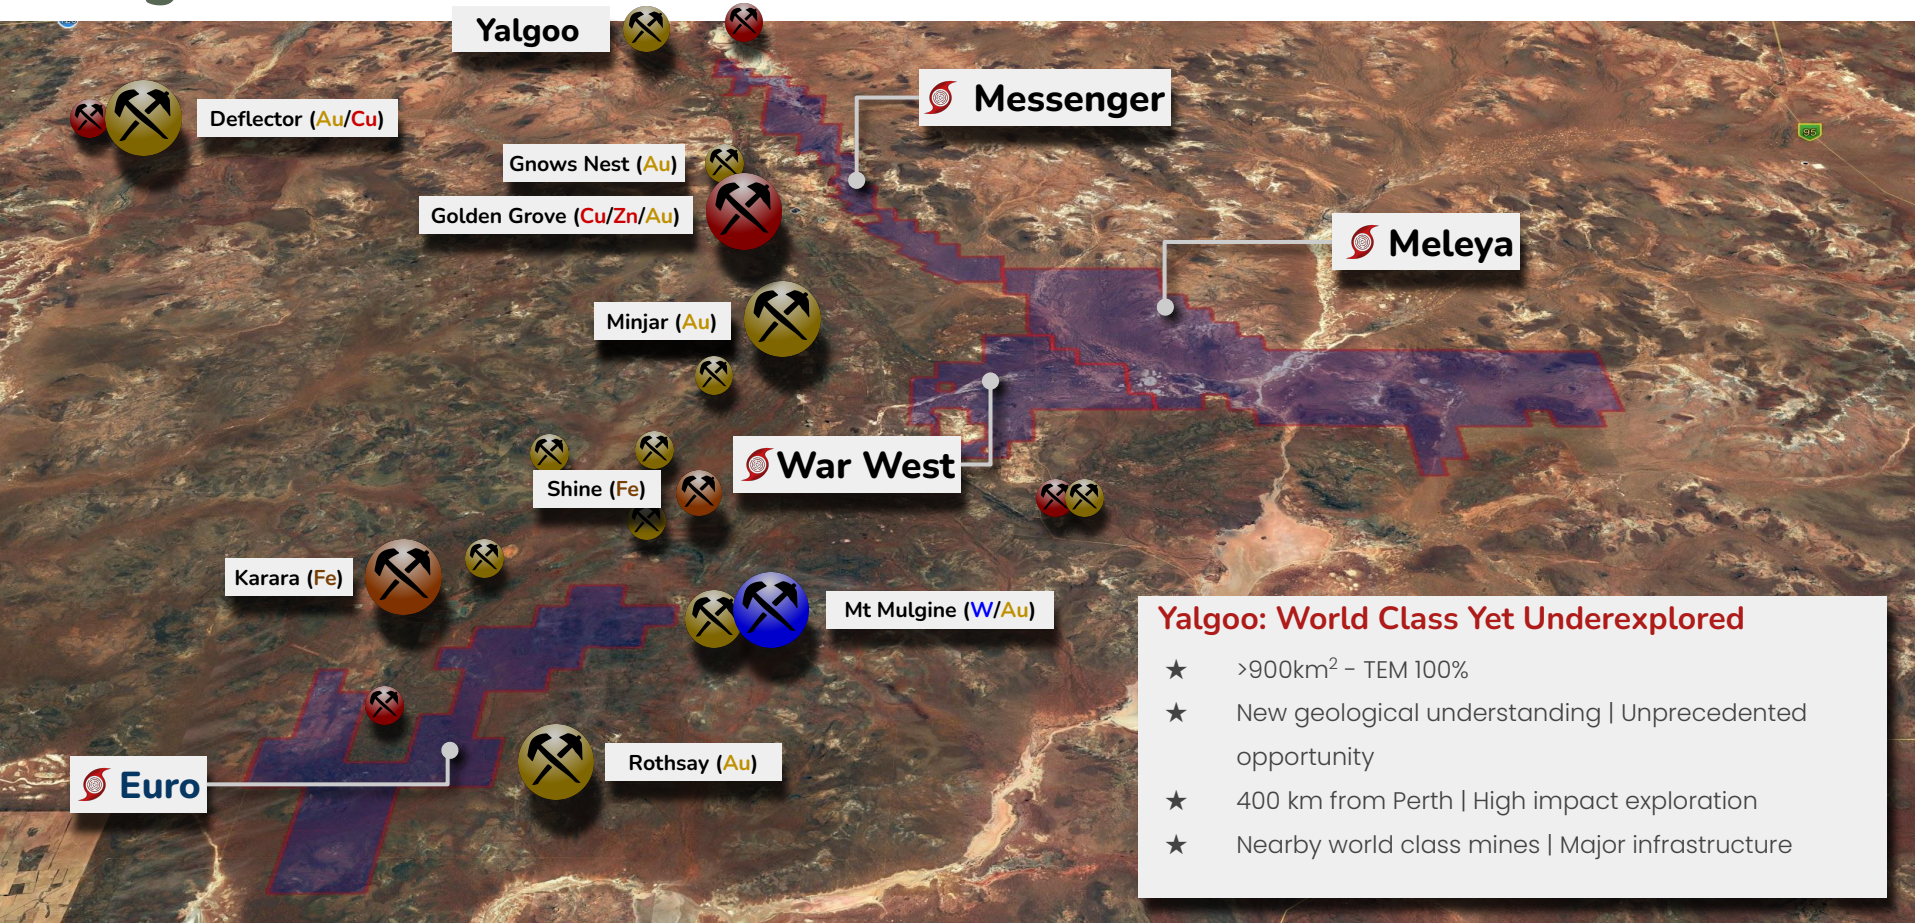 Yalgoo
Messenger
Deflector (Au/Cu)
95
Gnows Nest (Au)
Golden Grove (Cu/Zn/Au)
Meleya
Minjar (Au)
War West
Shine (Fe)
Karara (Fe)
Mt Mulgine (W/Au)
Rothsay (Au)
Euro
Yalgoo: World Class Yet Underexplored
★ >900km² - TEM 100%
★ New geological understanding | Unprecedented
opportunity
★ 400 km from Perth | High impact exploration
★ Nearby world class mines | Major infrastructure